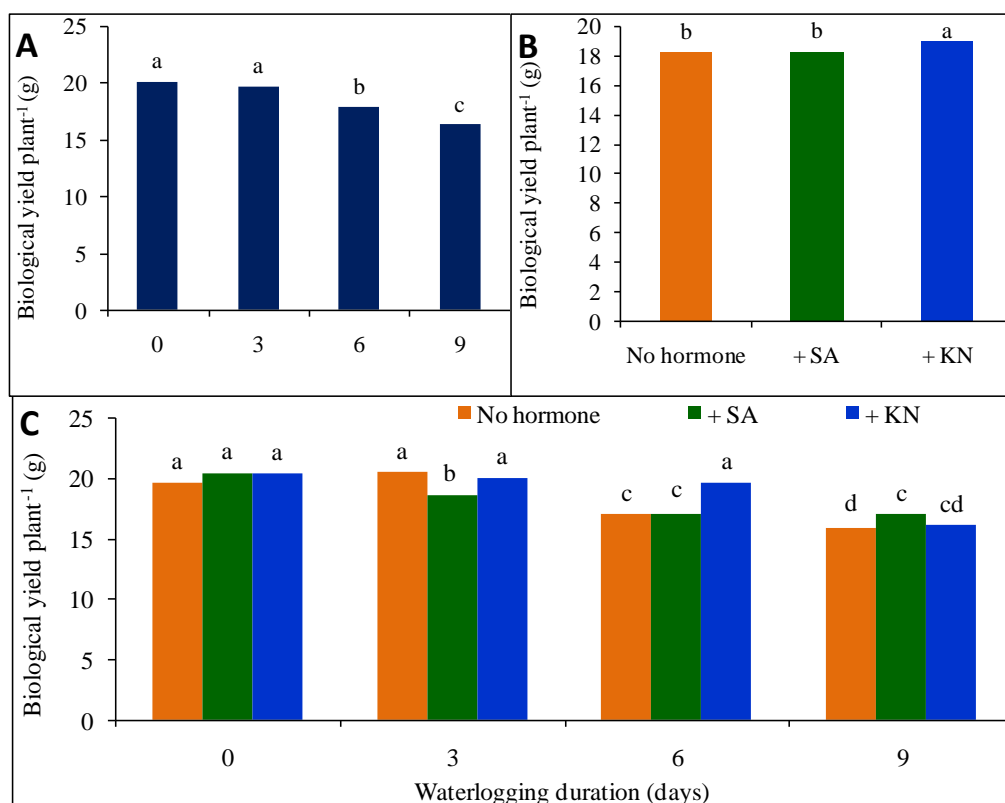 A
Biological yield plant-1 (g)
25
20
15
10
5
0
a
a
b
c
0 3 6 9
B
Biological yield plant-1 (g)
20
18
16
14
12
10
8
6
4
2
0
b
b
a
No hormone + SA + KN
C
No hormone + SA + KN
Biological yield plant-1 (g)
25
20
15
10
5
0
a a a
a b a
c c a
d c cd
0 3 6 9
Waterlogging duration (days)